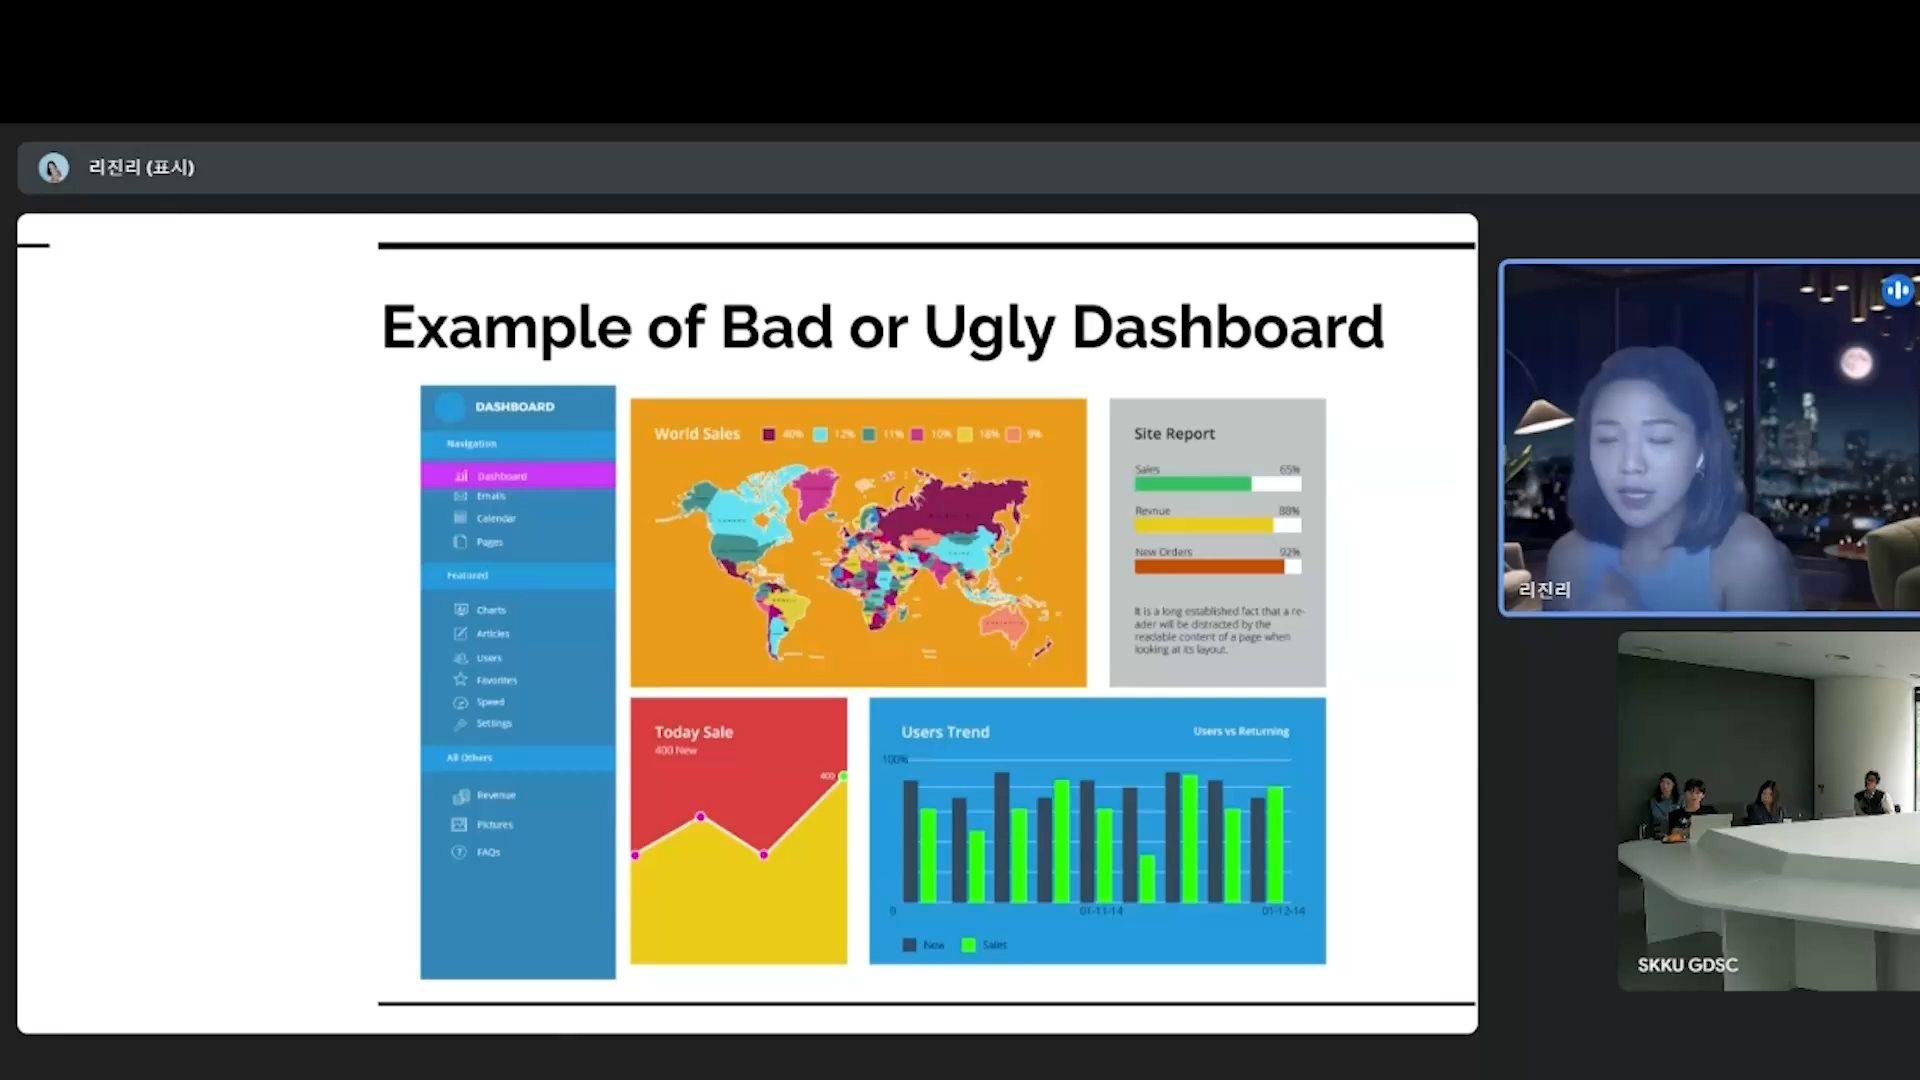 리진리 (표시)
Example of Bad or Ugly Dashboard
DASHBOARD
Navigation
Dashboard
Emails
Calendar
Pages
Featured
Charts
Articles
Users
Favorites
Speed
Settings
All Others
Revenue
Pictures
FAQs
World Sales 40% 12% 11% 10% 18% 9%
Site Report
Sales 65%
Revnue 88%
New Orders 92%
It is a long established fact that a re-
ader will be distracted by the
readable content of a page when
looking at its layout.
Today Sale
400 New
400
Users Trend
Users vs Returning
100%
0 01-11-14 01-12-14
New Sales
리진리
SKKU GDSC